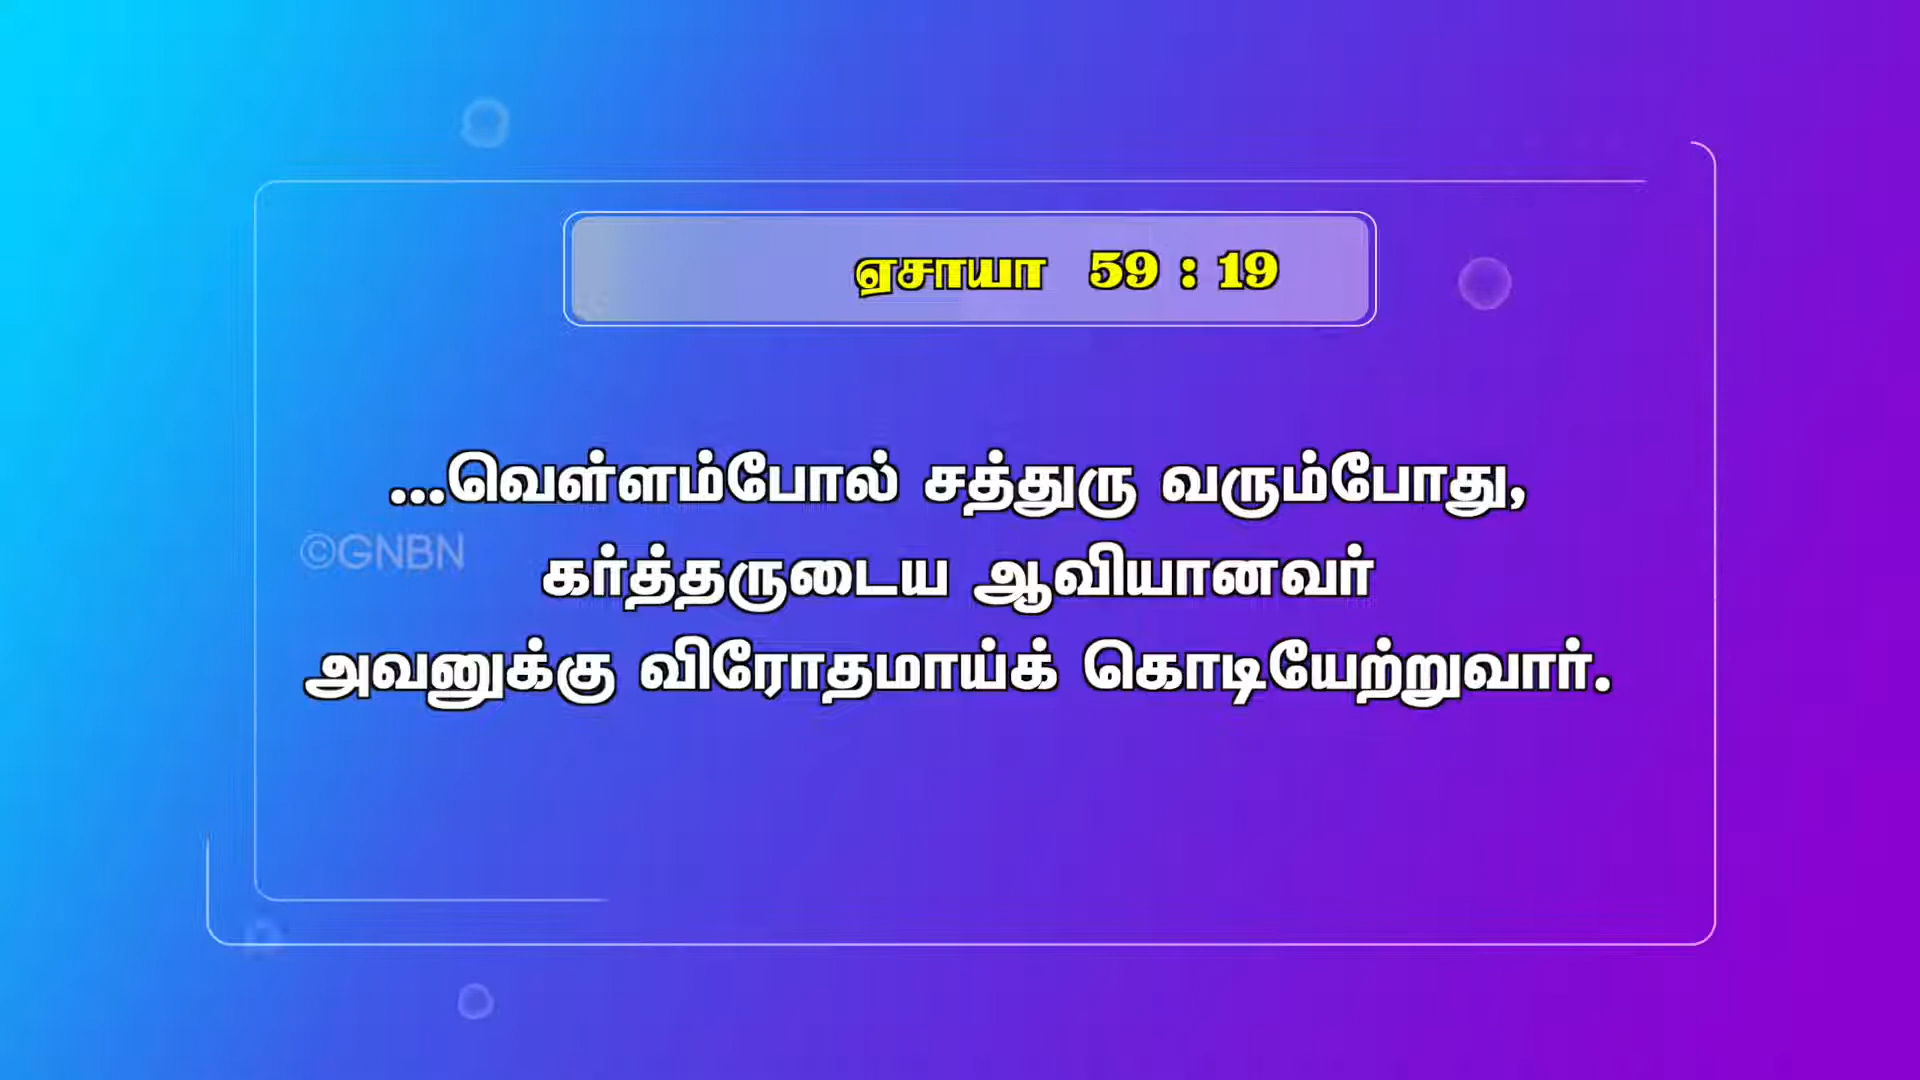 ஏசாயா 59 : 19
...வெள்ளம்போல் சத்துரு வரும்போது,
©GNBN
கர்த்தருடைய ஆவியானவர்
அவனுக்கு விரோதமாய்க் கொடியேற்றுவார்.